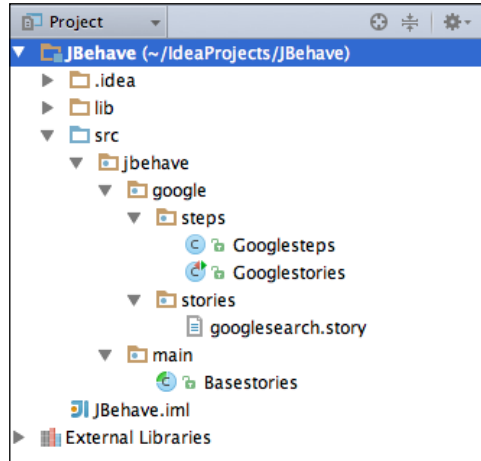 Project
JBehave (~/IdeaProjects/JBehave)
.idea
lib
src
jbehave
google
steps
Googlesteps
Googlestories
stories
googlesearch.story
main
Basestories
JBehave.iml
External Libraries